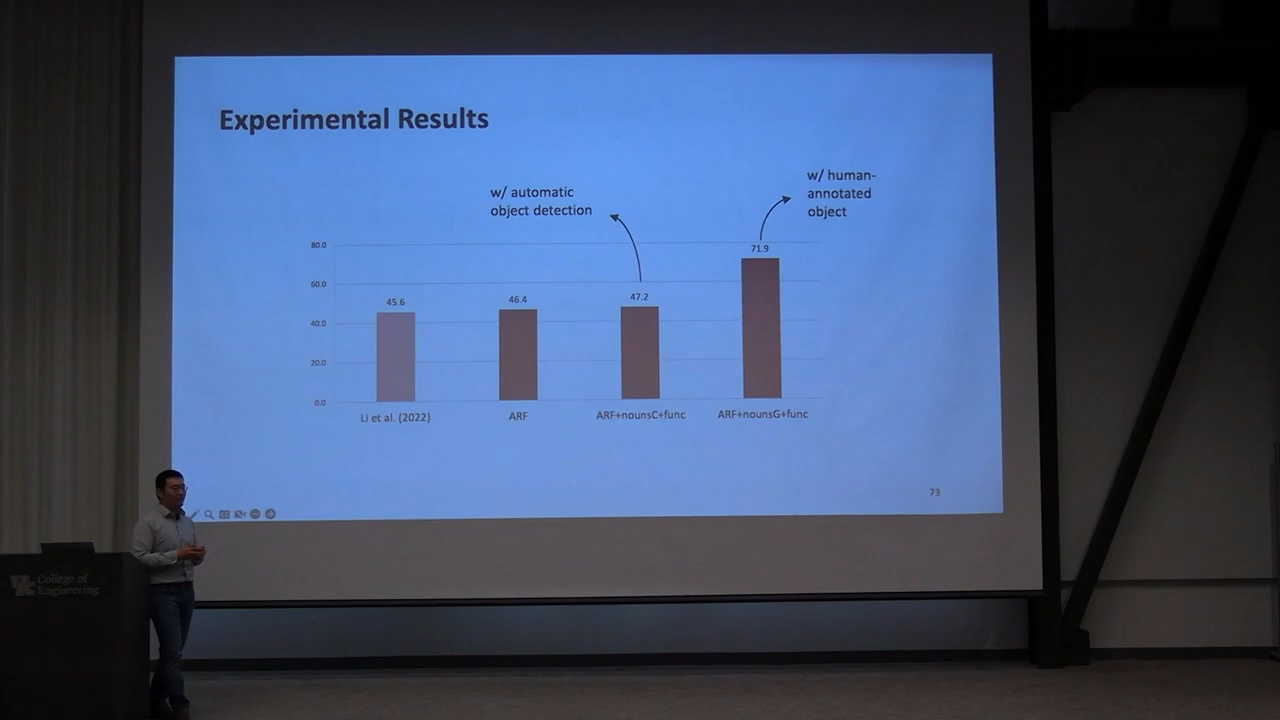 Experimental Results
w/ automatic
object detection
w/ human-
annotated
object
80.0
60.0
40.0
20.0
0.0
45.6
46.4
47.2
71.9
Li et al. (2022)
ARF
ARF+nounsC+func
ARF+nounsG+func
73
UK
College of
Engineering